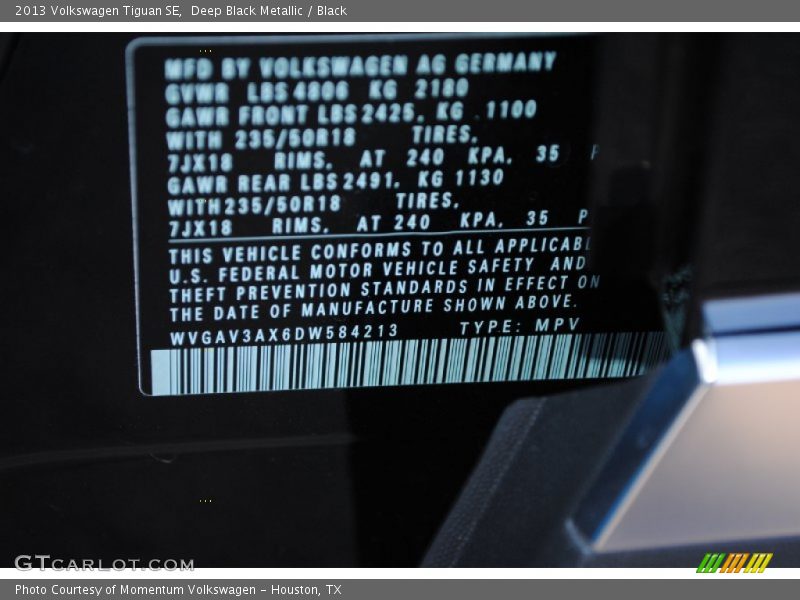 2013 Volkswagen Tiguan SE,  Deep Black Metallic / Black
MFD BY VOLKSWAGEN AG GERMANY
GVWR LBS 4806 KG 2180
GAWR FRONT LBS 2425. KG 1100
WITH 235/50R18 TIRES.
7JX18 RIMS. AT 240 KPA. 35
GAWR REAR LBS 2491. KG 1130
WITH 235/50R18 TIRES.
7JX18 RIMS. AT 240 KPA. 35 P
THIS VEHICLE CONFORMS TO ALL APPLICABL
U.S. FEDERAL MOTOR VEHICLE SAFETY AND
THEFT PREVENTION STANDARDS IN EFFECT ON
THE DATE OF MANUFACTURE SHOWN ABOVE.
WVGAV3AX6DW584213 TYPE: MPV
GTCARLOT.COM
Photo Courtesy of Momentum Volkswagen – Houston, TX